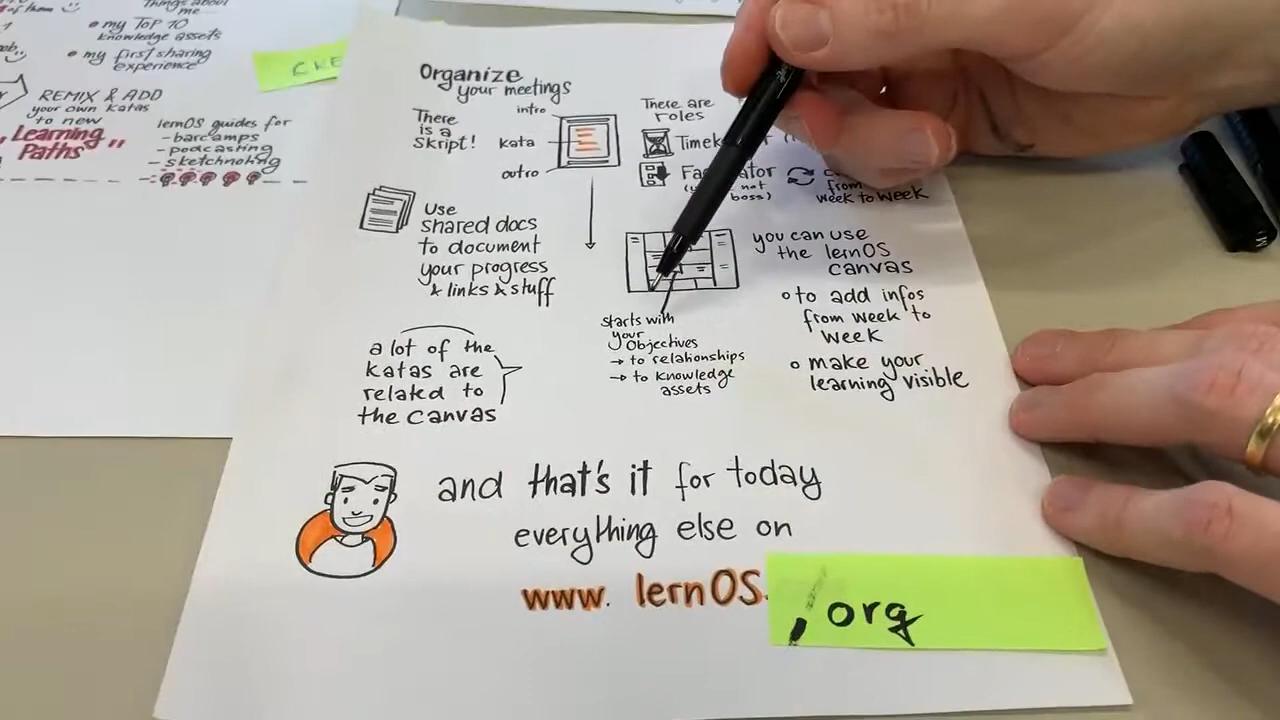 of them
Things about
me
my ToP 10
knowledge assets
my first sharing
experience
REMIX & ADD
your own Katas
to new
"Learning
Paths"
lernOS guides for
- barcamps
- podcasting
- sketchnoting
Organize
your meetings
There
is a
skript!
intro
kata
outro
There are
roles
not
boss)
from
week to week
Use
shared docs
to document
your progress
& links & stuff
you can use
the lernOS
canvas
to add infos
from week to
week
make your
learning visible
starts with
your
Objectives
→ to relationships
→ to knowledge
assets
a lot of the
katas are
related to
the canvas
and that's it for today
everything else on
www. lernOS.
org